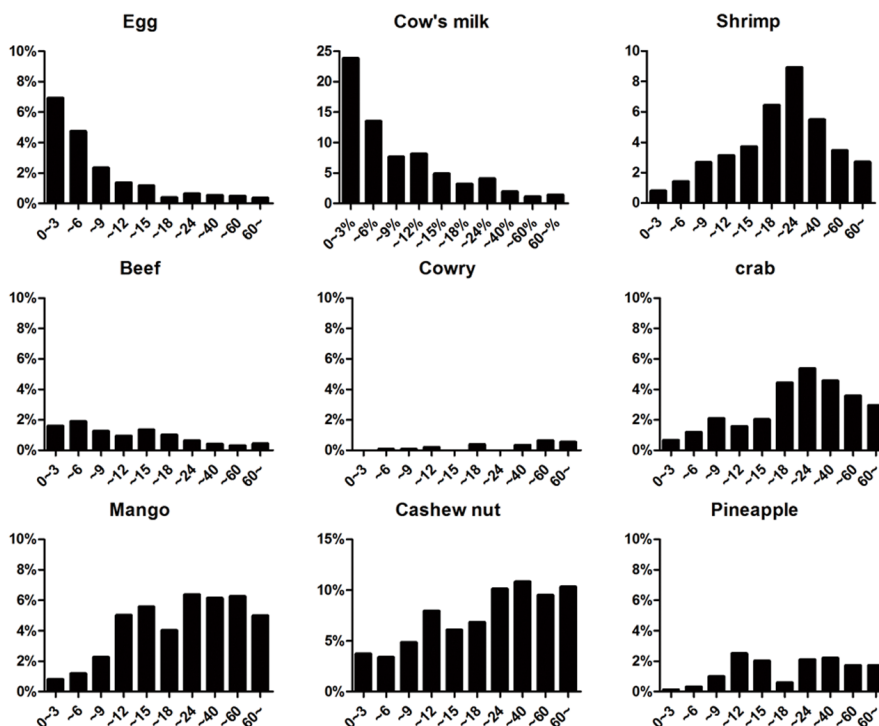 Egg
10%
8%
6%
4%
2%
0%
0~3 ~6 ~9 ~12 ~15 ~18 ~24 ~40 ~60 60~
Cow's milk
25
20
15
10
5
0
0~3% ~6% ~9% ~12% ~15% ~18% ~24% ~40% ~60% 60~%
Shrimp
10
8
6
4
2
0
0~3 ~6 ~9 ~12 ~15 ~18 ~24 ~40 ~60 60~
Beef
10%
8%
6%
4%
2%
0%
0~3 ~6 ~9 ~12 ~15 ~18 ~24 ~40 ~60 60~
Cowry
10%
8%
6%
4%
2%
0%
0~3 ~6 ~9 ~12 ~15 ~18 ~24 ~40 ~60 60~
crab
10%
8%
6%
4%
2%
0%
0~3 ~6 ~9 ~12 ~15 ~18 ~24 ~40 ~60 60~
Mango
10%
8%
6%
4%
2%
0%
0~3 ~6 ~9 ~12 ~15 ~18 ~24 ~40 ~60 60~
Cashew nut
15%
10%
5%
0%
0~3 ~6 ~9 ~12 ~15 ~18 ~24 ~40 ~60 60~
Pineapple
10%
8%
6%
4%
2%
0%
0~3 ~6 ~9 ~12 ~15 ~18 ~24 ~40 ~60 60~